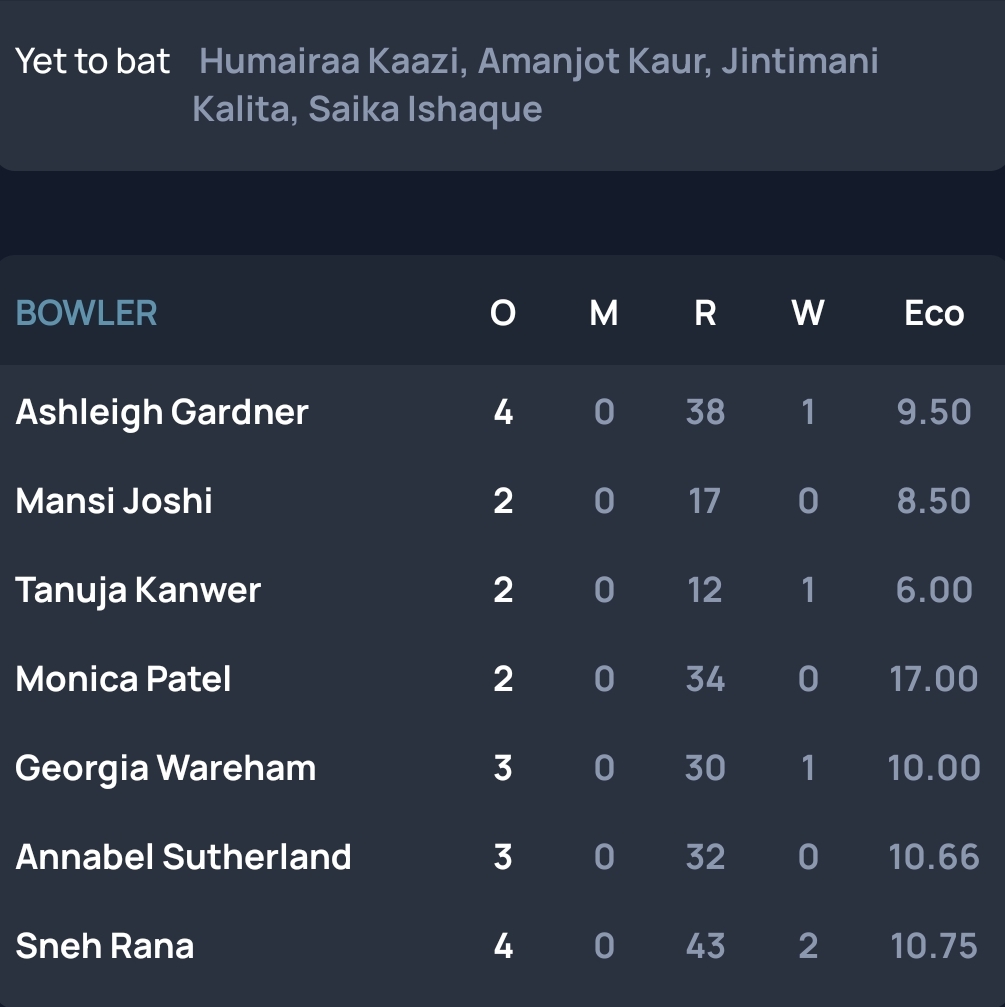 Yet to bat Humairaa Kaazi, Amanjot Kaur, Jintimani
Kalita, Saika Ishaque
BOWLER O M R W Eco
Ashleigh Gardner 4 0 38 1 9.50
Mansi Joshi 2 0 17 0 8.50
Tanuja Kanwer 2 0 12 1 6.00
Monica Patel 2 0 34 0 17.00
Georgia Wareham 3 0 30 1 10.00
Annabel Sutherland 3 0 32 0 10.66
Sneh Rana 4 0 43 2 10.75